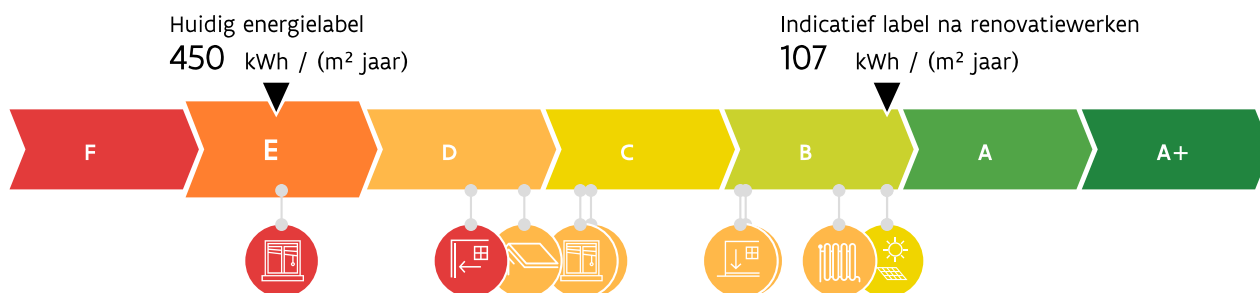 Huidig energielabel
450 kWh / (m² jaar)
Indicatief label na renovatiewerken
107 kWh / (m² jaar)
F
E
D
C
B
A
A+